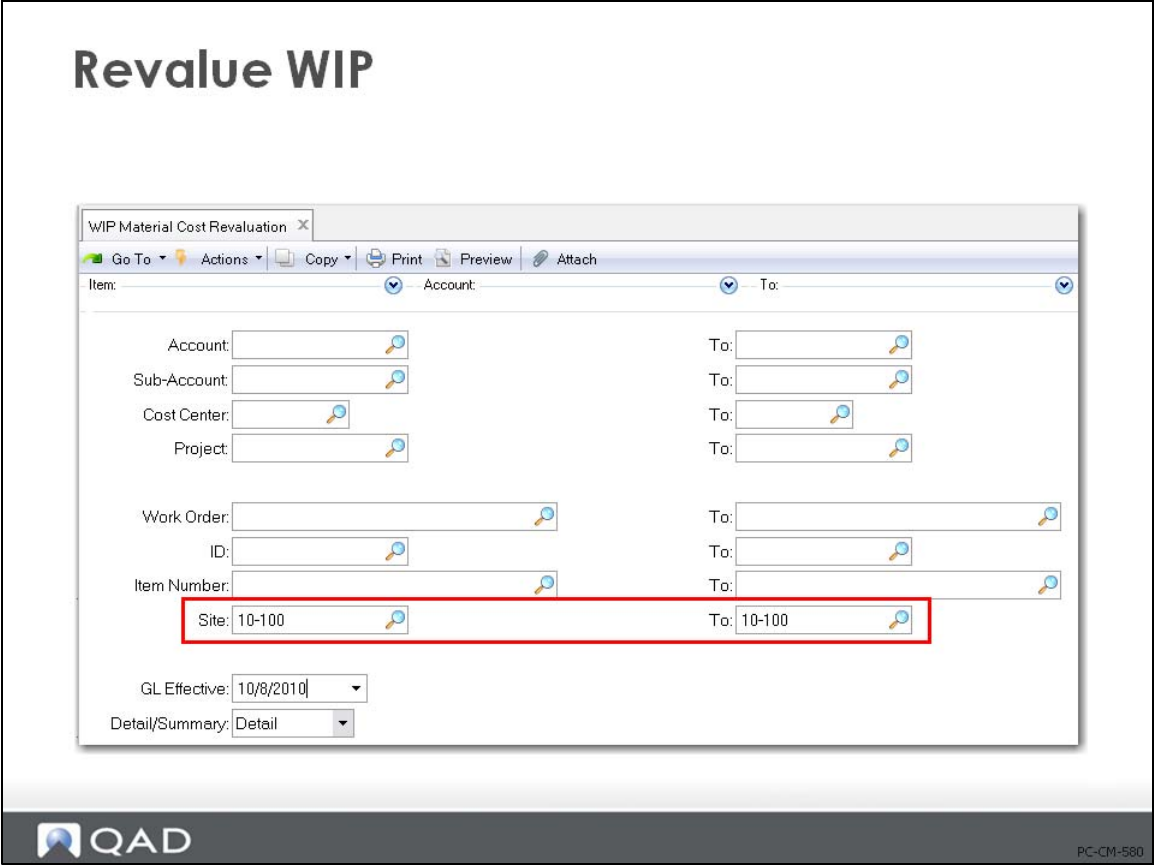 Revalue WIP
WIP Material Cost Revaluation
Go To Actions Copy Print Preview Attach
Item: Account: To:
Account: To:
Sub-Account: To:
Cost Center: To:
Project: To:
Work Order: To:
ID: To:
Item Number: To:
Site: 10-100 To: 10-100
GL Effective: 10/8/2010
Detail/Summary: Detail
QAD
PC-CM-580